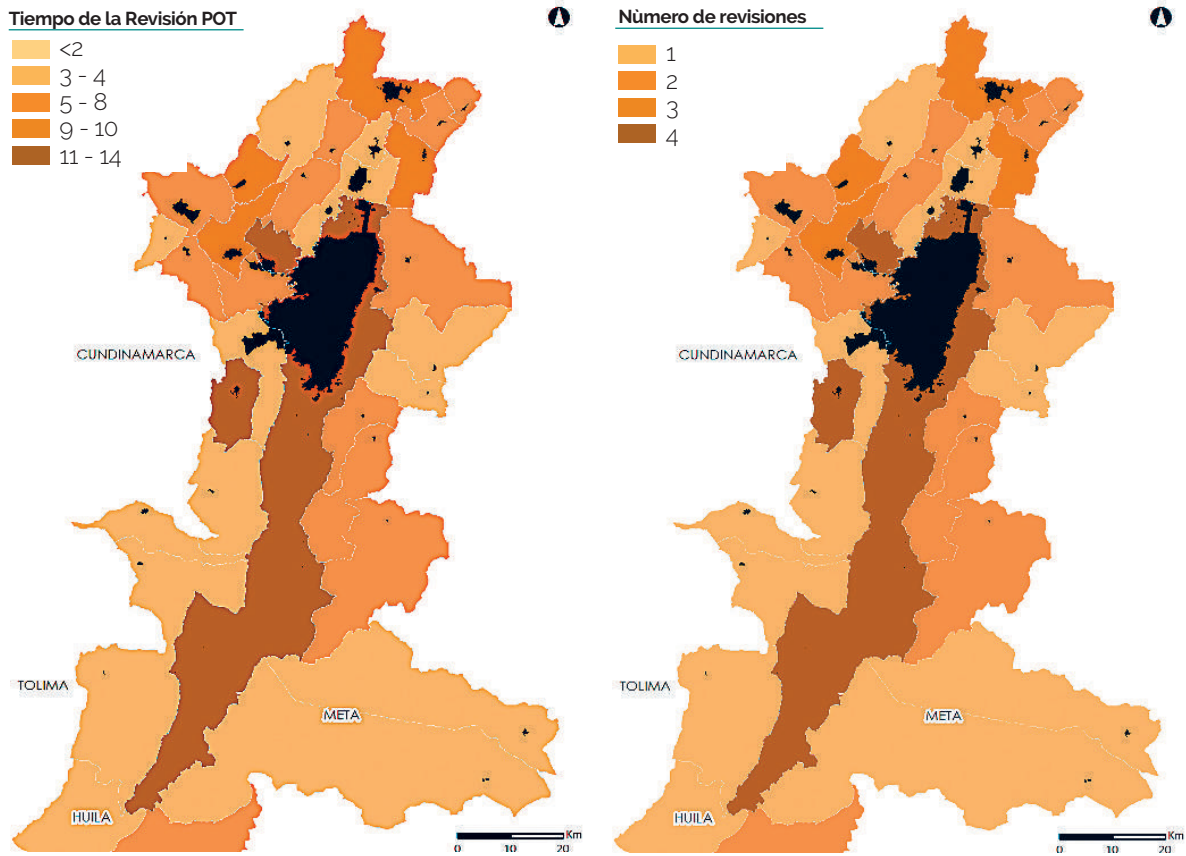 Tiempo de la Revisión POT
<2
3 - 4
5 - 8
9 - 10
11 - 14
CUNDINAMARCA
TOLIMA
META
HUILA
Km
0 10 20
Nùmero de revisiones
1
2
3
4
CUNDINAMARCA
TOLIMA
META
HUILA
Km
0 10 20